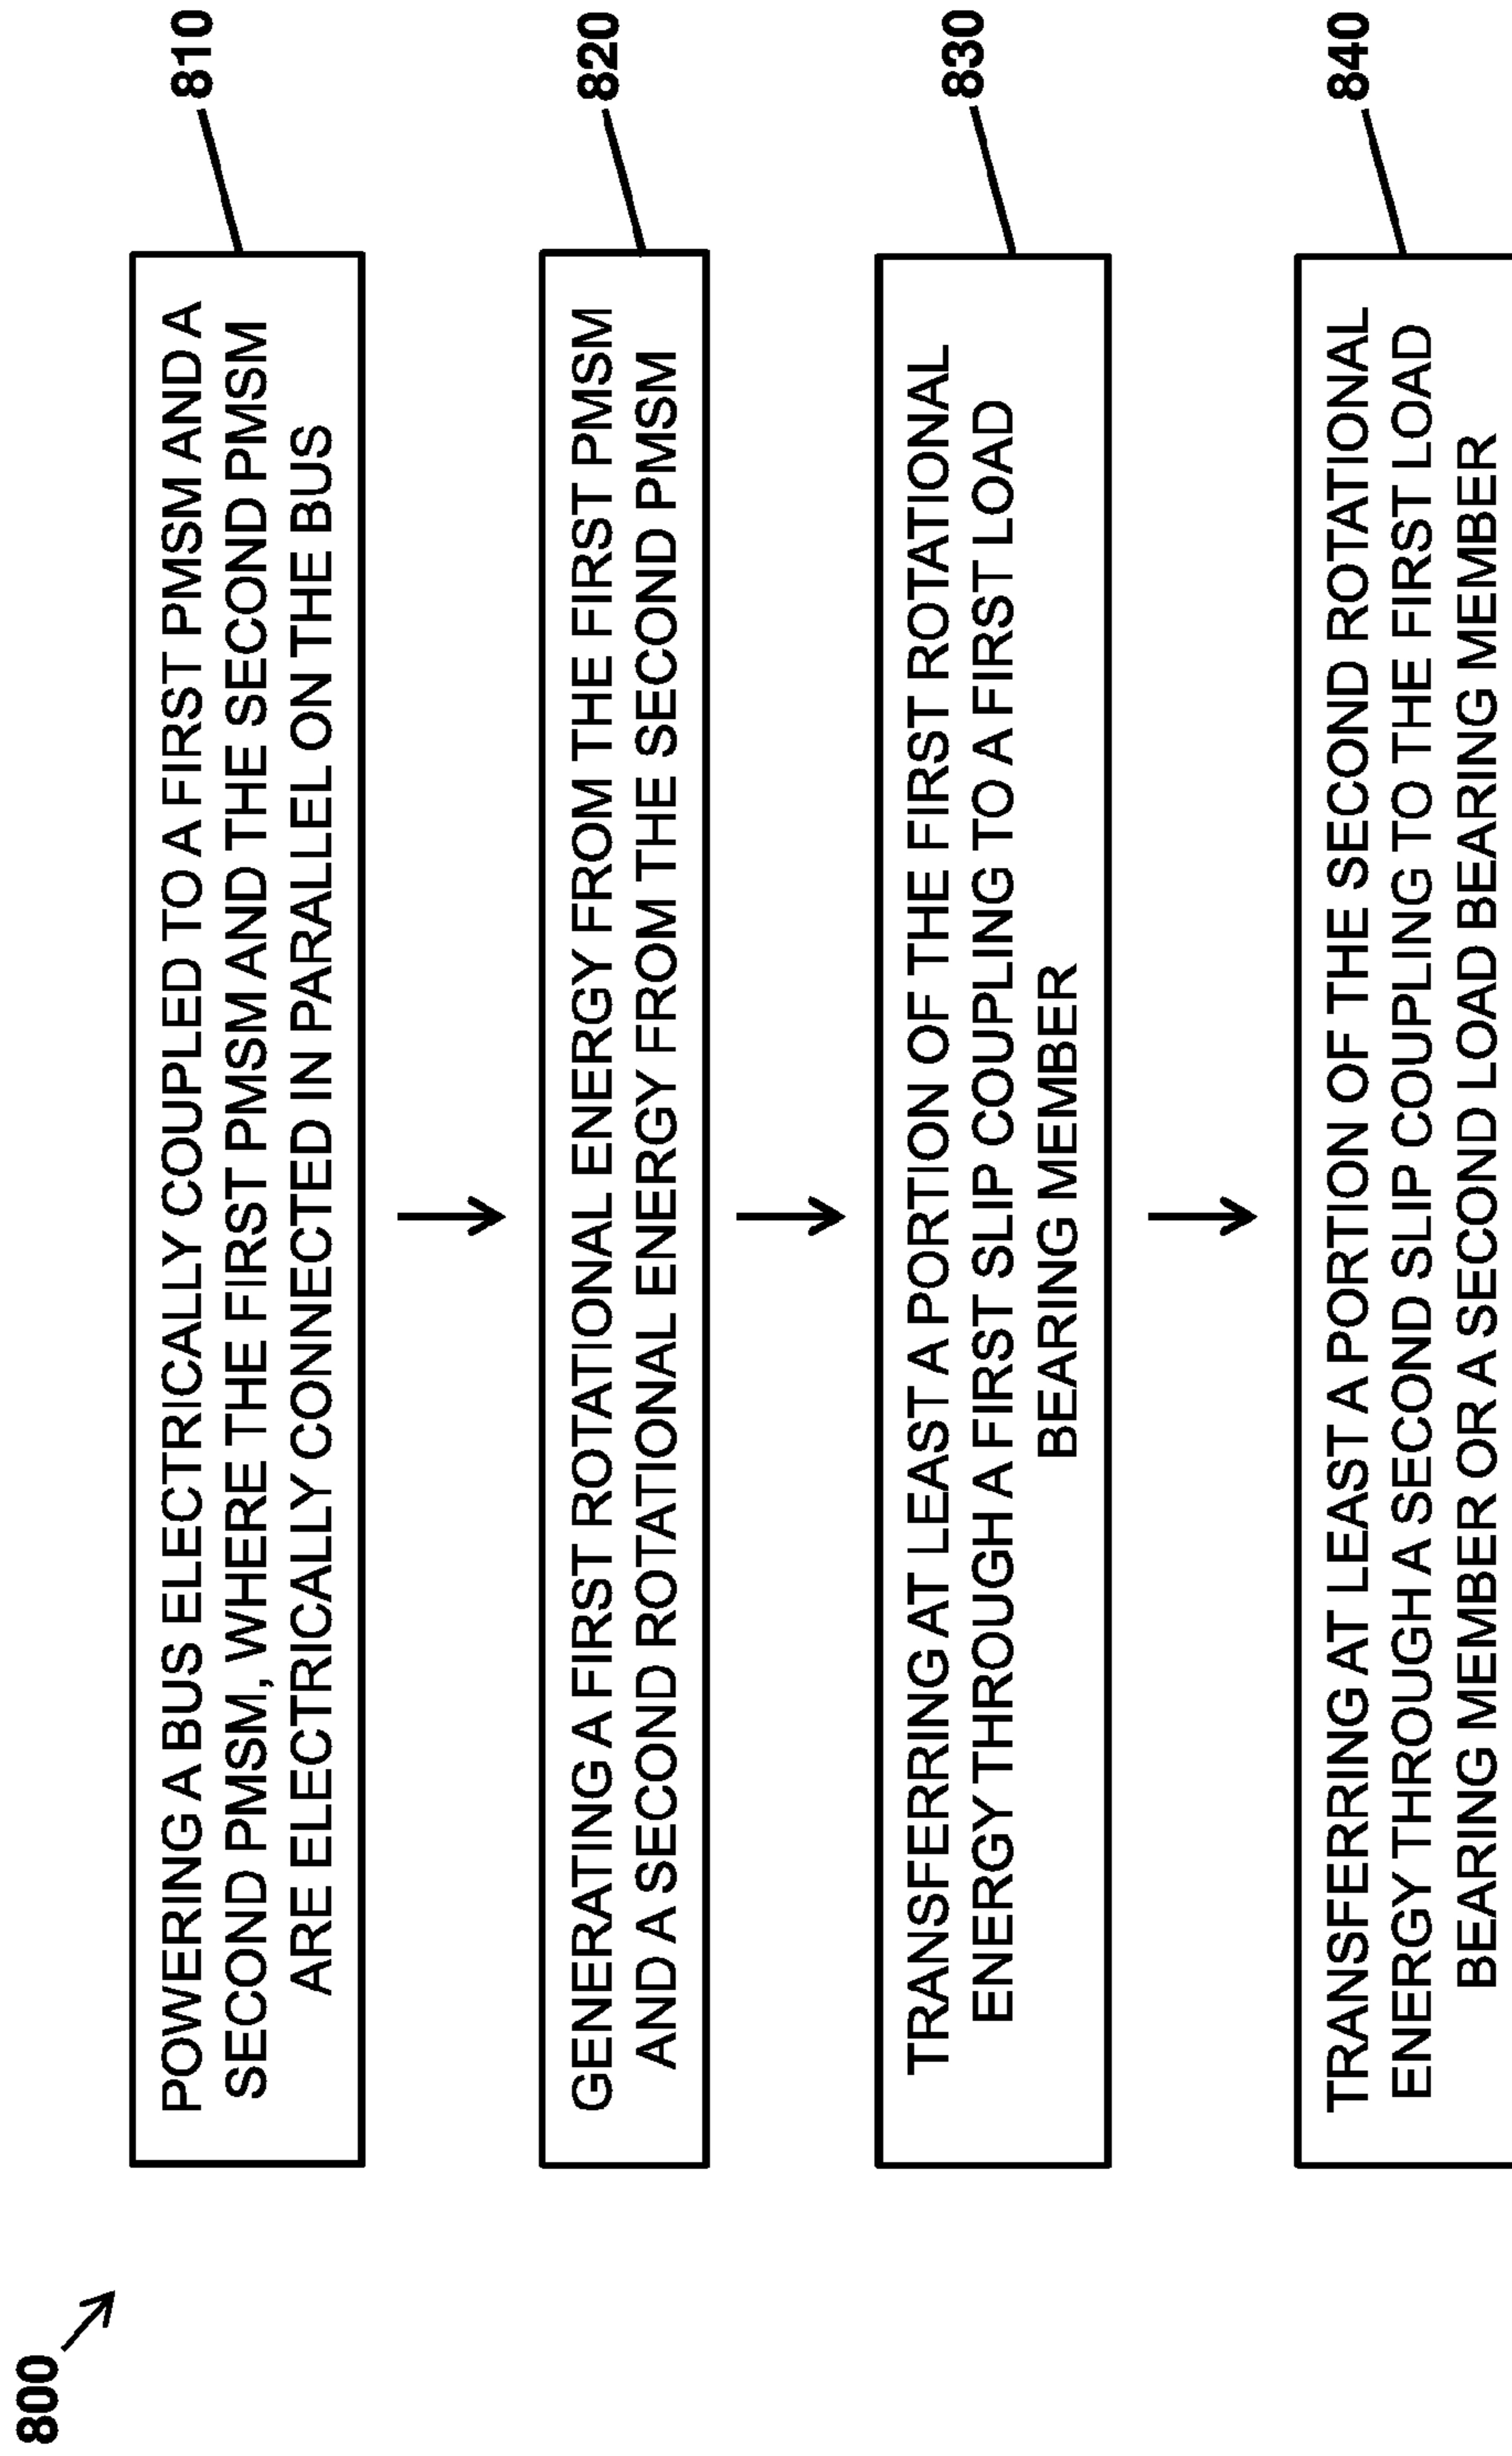 800
POWERING A BUS ELECTRICALLY COUPLED TO A FIRST PMSM AND A
SECOND PMSM, WHERE THE FIRST PMSM AND THE SECOND PMSM
ARE ELECTRICALLY CONNECTED IN PARALLEL ON THE BUS
810
GENERATING A FIRST ROTATIONAL ENERGY FROM THE FIRST PMSM
AND A SECOND ROTATIONAL ENERGY FROM THE SECOND PMSM
820
TRANSFERRING AT LEAST A PORTION OF THE FIRST ROTATIONAL
ENERGY THROUGH A FIRST SLIP COUPLING TO A FIRST LOAD
BEARING MEMBER
830
TRANSFERRING AT LEAST A PORTION OF THE SECOND ROTATIONAL
ENERGY THROUGH A SECOND SLIP COUPLING TO THE FIRST LOAD
BEARING MEMBER OR A SECOND LOAD BEARING MEMBER
840